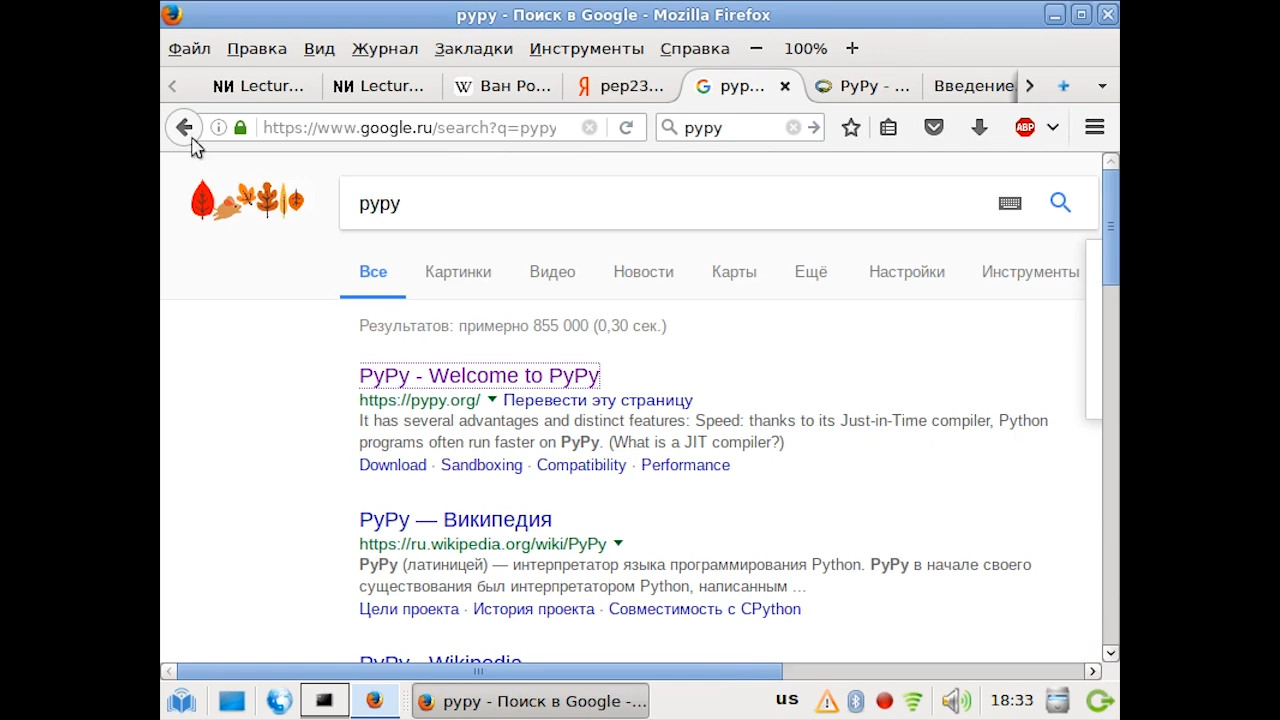 pypy - Поиск в Google - Mozilla Firefox
Файл Правка Вид Журнал Закладки Инструменты Справка − 100% +
Lectur... Lectur... W Ван Ро... Я pep23... G pyp... PyPy - ... Введение
https://www.google.ru/search?q=pypy pypy ABP
pypy
Все Картинки Видео Новости Карты Ещё Настройки Инструменты
Результатов: примерно 855 000 (0,30 сек.)
PyPy - Welcome to PyPy
https://pypy.org/ Перевести эту страницу
It has several advantages and distinct features: Speed: thanks to its Just-in-Time compiler, Python
programs often run faster on PyPy. (What is a JIT compiler?)
Download · Sandboxing · Compatibility · Performance
PyPy — Википедия
https://ru.wikipedia.org/wiki/PyPy
PyPy (латиницей) — интерпретатор языка программирования Python. PyPy в начале своего
существования был интерпретатором Python, написанным ...
Цели проекта · История проекта · Совместимость с CPython
PyPy - Wikipedia
pypy - Поиск в Google -... us 18:33